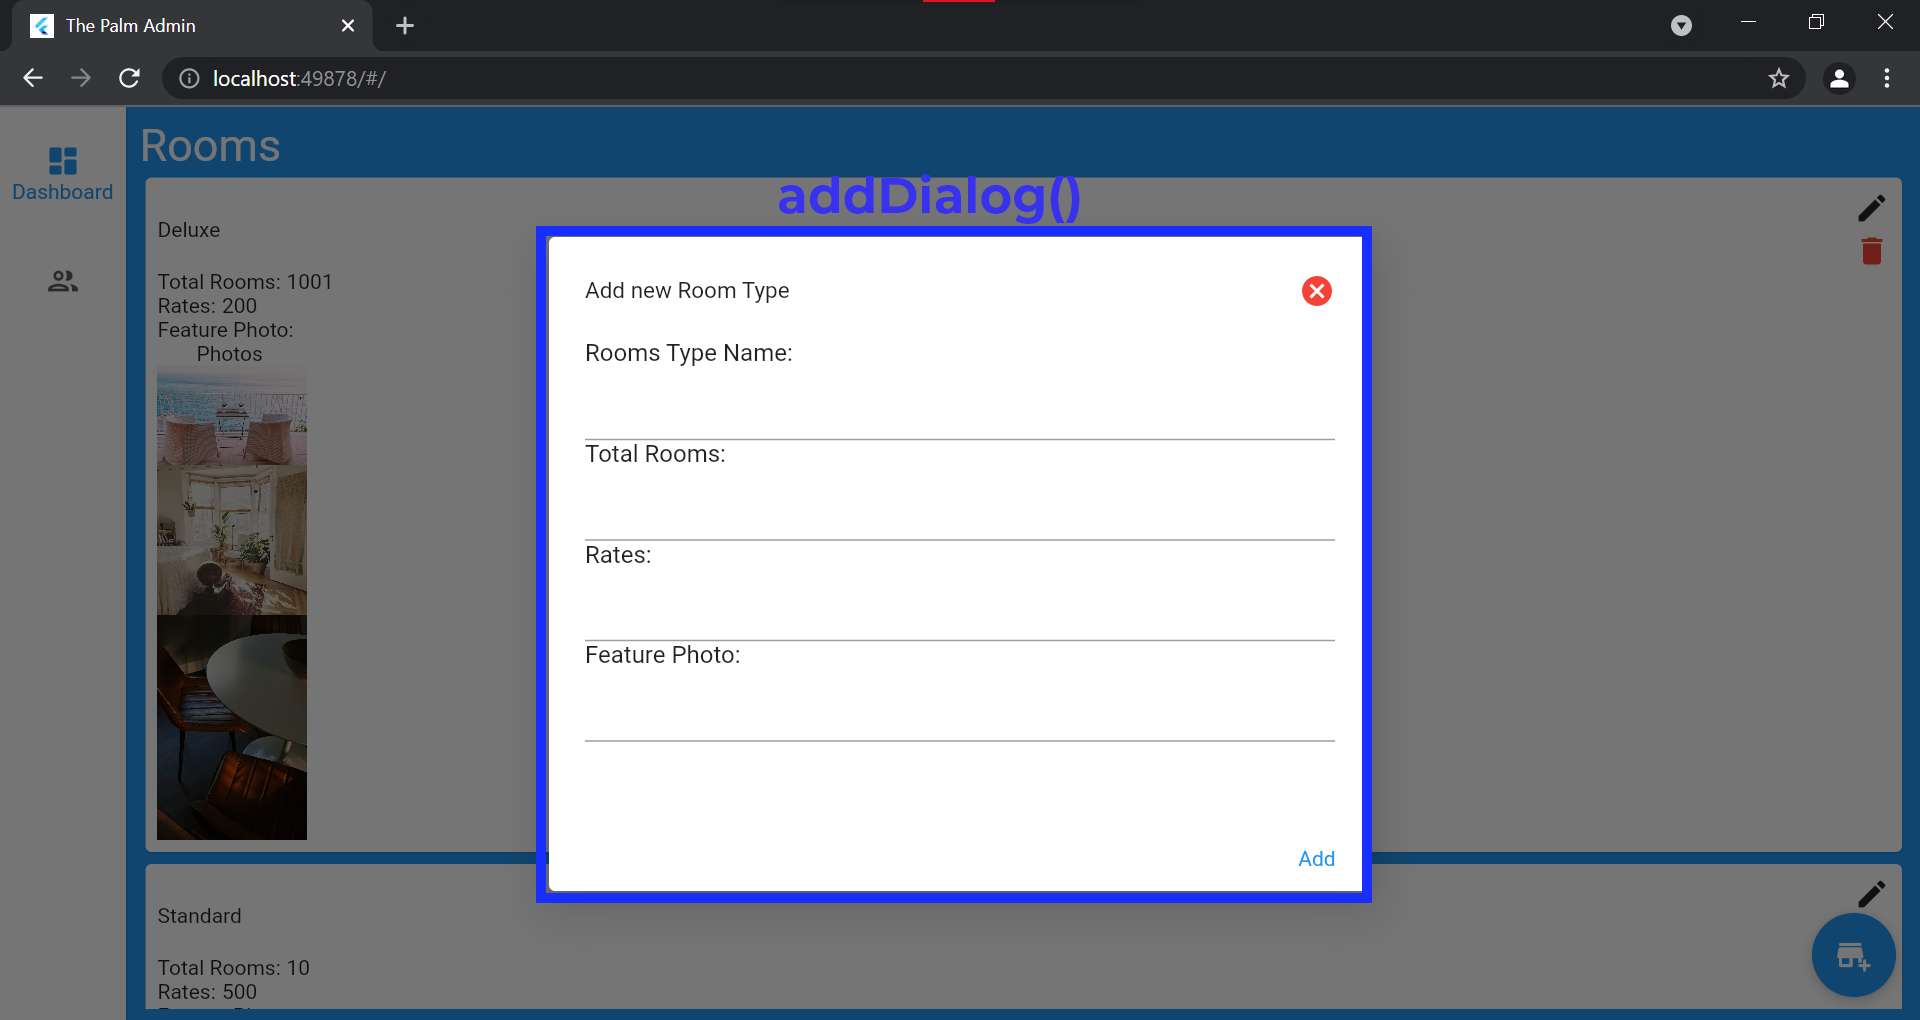 The Palm Admin
localhost:49878/#/
Rooms
Dashboard
addDialog()
Deluxe
Total Rooms: 1001
Rates: 200
Feature Photo:
Photos
Add new Room Type
Rooms Type Name:
Total Rooms:
Rates:
Feature Photo:
Add
Standard
Total Rooms: 10
Rates: 500